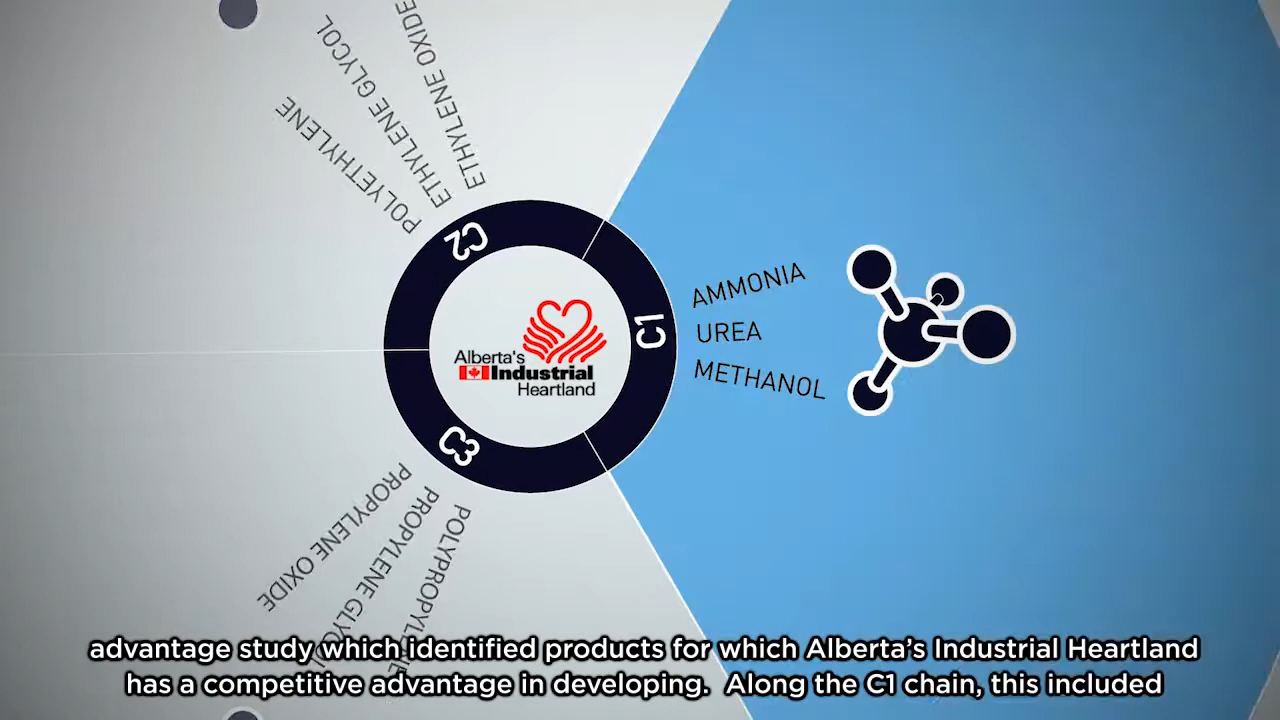 ETHYLENE OXIDE
ETHYLENE GLYCOL
POLYETHYLENE
C2
C1
C3
Alberta's
Industrial
Heartland
AMMONIA
UREA
METHANOL
PROPYLENE OXIDE
PROPYLENE
advantage study which identified products for which Alberta's Industrial Heartland
has a competitive advantage in developing. Along the C1 chain, this included